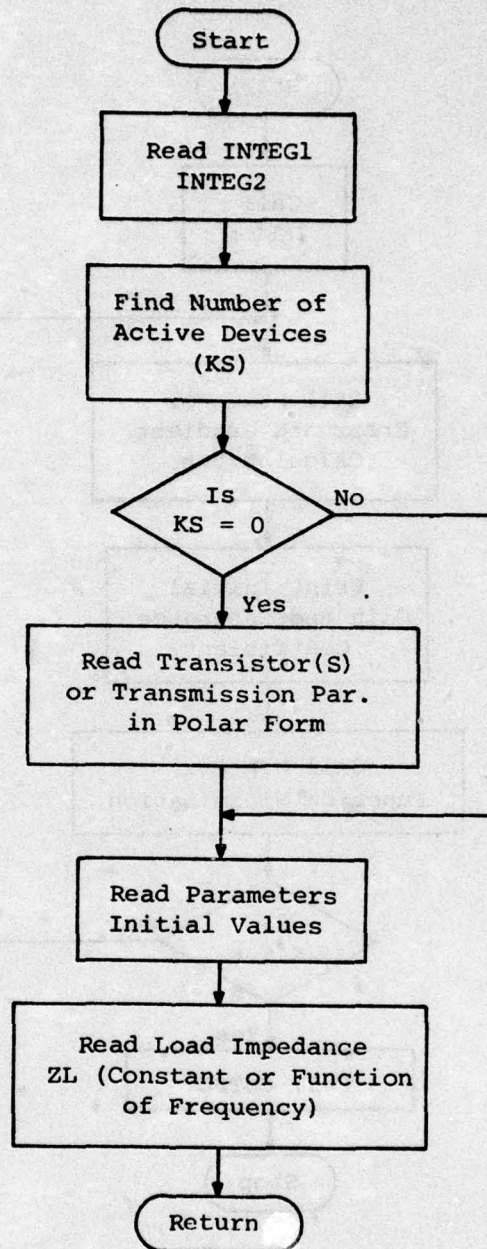 Start
Read INTEG1
INTEG2
Find Number of
Active Devices
(KS)
Is
KS = 0
No
Yes
Read Transistor(S)
or Transmission Par.
in Polar Form
Read Parameters
Initial Values
Read Load Impedance
ZL (Constant or Function
of Frequency)
Return